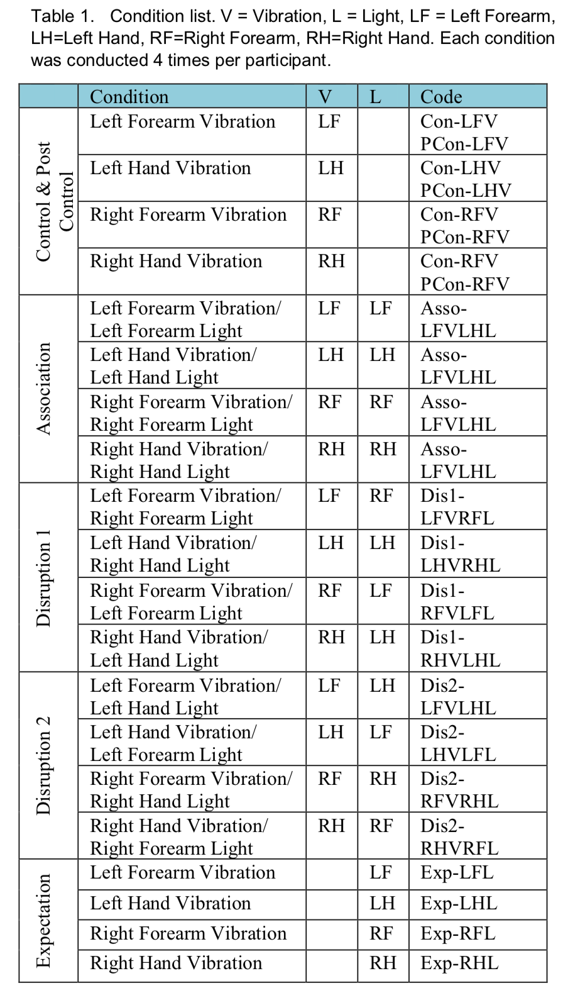 Table 1. Condition list. V = Vibration, L = Light, LF = Left Forearm,
LH=Left Hand, RF=Right Forearm, RH=Right Hand. Each condition
was conducted 4 times per participant.
Condition V L Code
Control & Post
Control
Left Forearm Vibration LF Con-LFV
PCon-LFV
Left Hand Vibration LH Con-LHV
PCon-LHV
Right Forearm Vibration RF Con-RFV
PCon-RFV
Right Hand Vibration RH Con-RFV
PCon-RFV
Association
Left Forearm Vibration/ LF LF Asso-
Left Forearm Light LFVLHL
Left Hand Vibration/ LH LH Asso-
Left Hand Light LFVLHL
Right Forearm Vibration/ RF RF Asso-
Right Forearm Light LFVLHL
Right Hand Vibration/ RH RH Asso-
Right Hand Light LFVLHL
Disruption 1
Left Forearm Vibration/ LF RF Dis1-
Right Forearm Light LFVRFL
Left Hand Vibration/ LH LH Dis1-
Right Hand Light LHVRHL
Right Forearm Vibration/ RF LF Dis1-
Left Forearm Light RFVLFL
Right Hand Vibration/ RH LH Dis1-
Left Hand Light RHVLHL
Disruption 2
Left Forearm Vibration/ LF LH Dis2-
Left Hand Light LFVLHL
Left Hand Vibration/ LH LF Dis2-
Left Forearm Light LHVLFL
Right Forearm Vibration/ RF RH Dis2-
Right Hand Light RFVRHL
Right Hand Vibration/ RH RF Dis2-
Right Forearm Light RHVRFL
Expectation
Left Forearm Vibration LF Exp-LFL
Left Hand Vibration LH Exp-LHL
Right Forearm Vibration RF Exp-RFL
Right Hand Vibration RH Exp-RHL